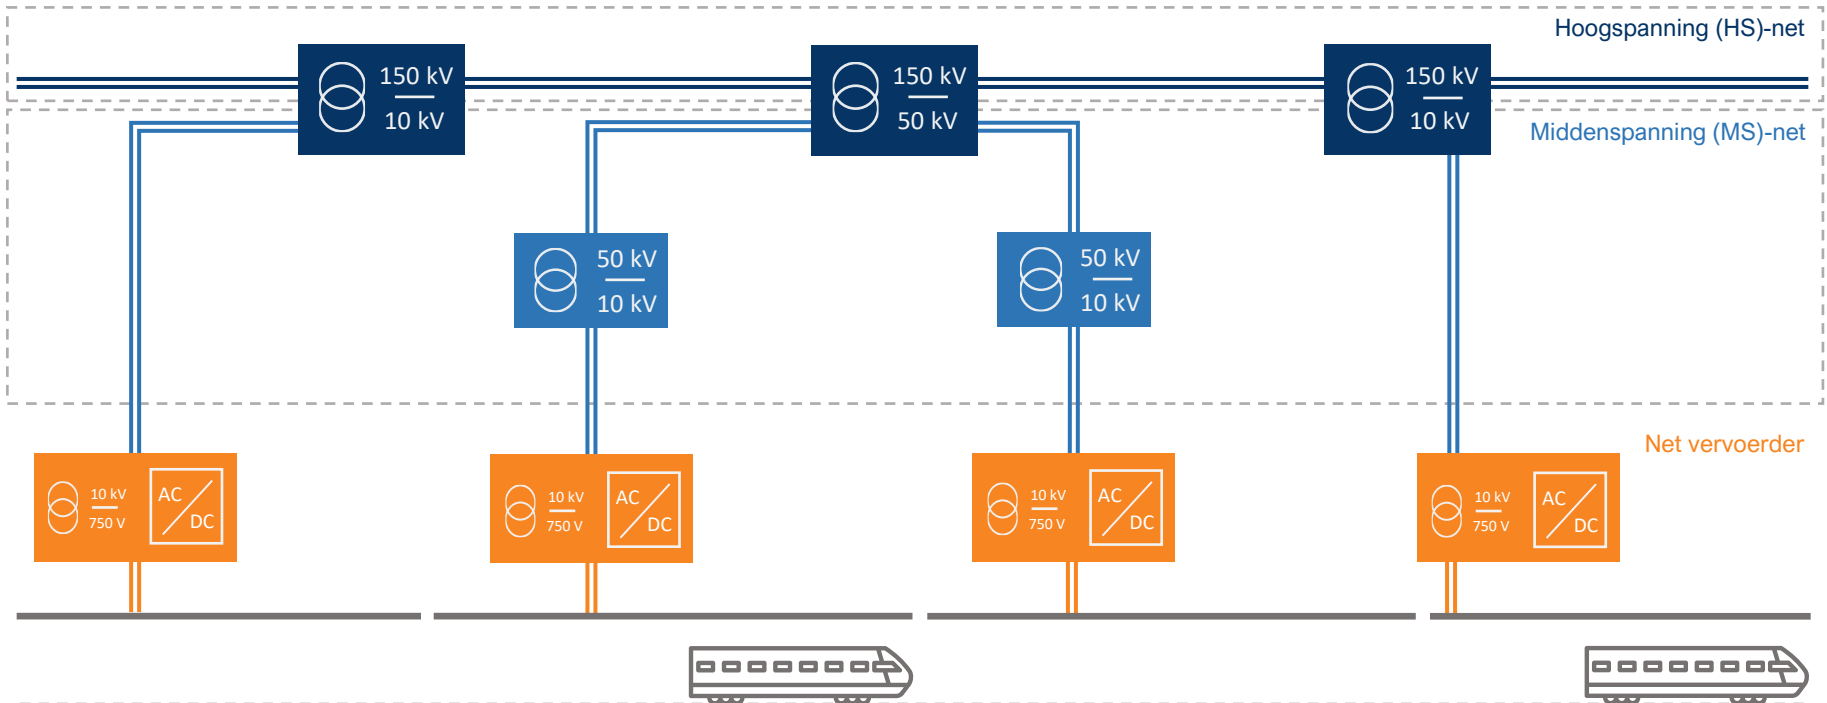 Hoogspanning (HS)-net
150 kV
10 kV
150 kV
50 kV
150 kV
10 kV
Middenspanning (MS)-net
50 kV
10 kV
50 kV
10 kV
Net vervoerder
10 kV
750 V
AC
DC
10 kV
750 V
AC
DC
10 kV
750 V
AC
DC
10 kV
750 V
AC
DC